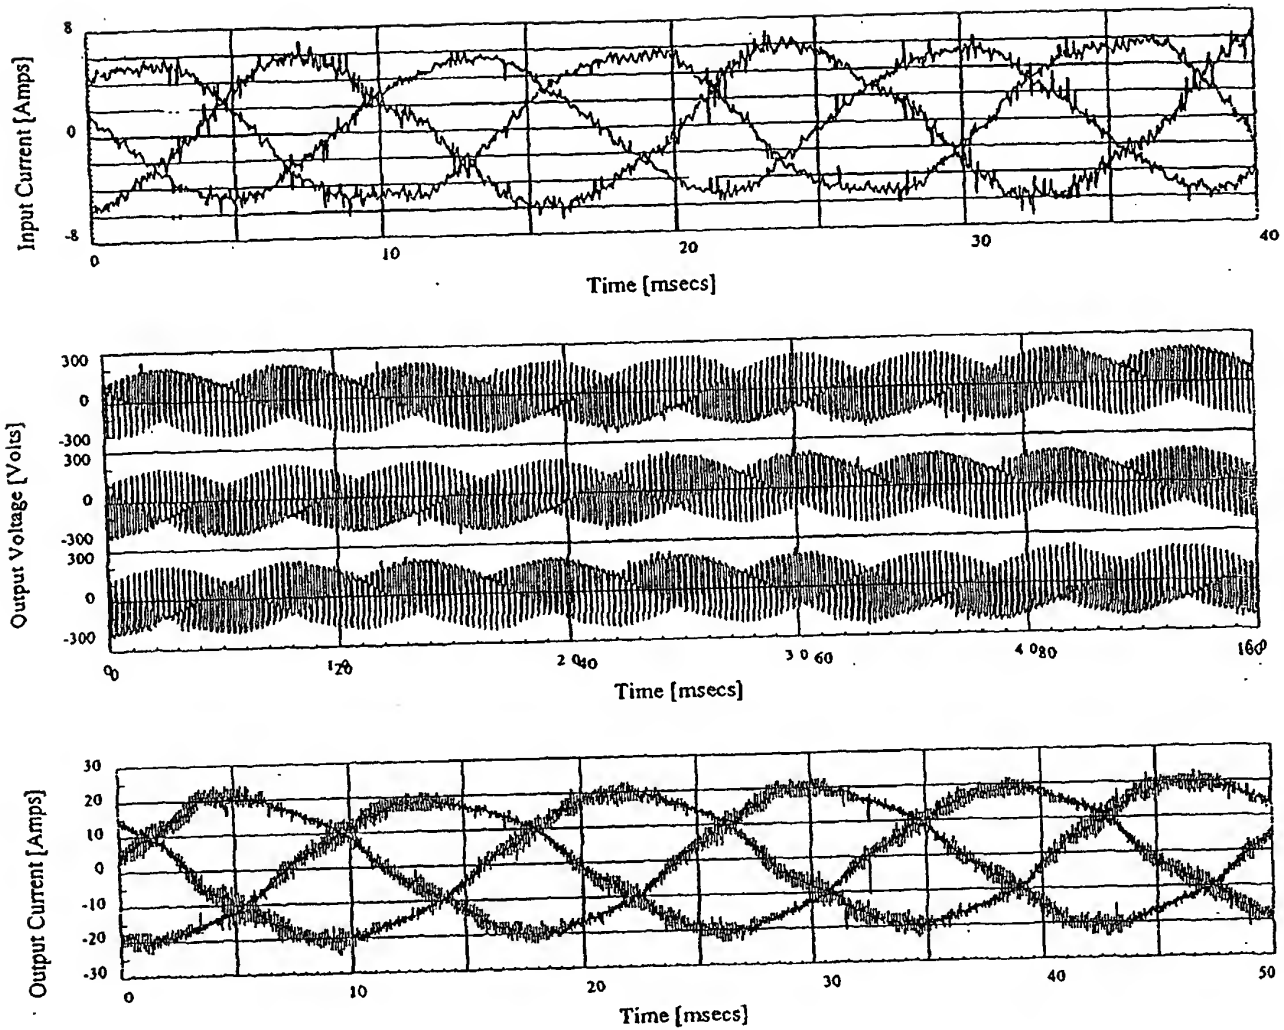 Input Current [Amps]
8
0
-8
0 10 20 30 40
Time [msecs]
Output Voltage [Volts]
300
0
-300
300
0
-300
300
0
-300
Time [msecs]
Output Current [Amps]
30
20
10
0
-10
-20
-30
0 10 20 30 40 50
Time [msecs]